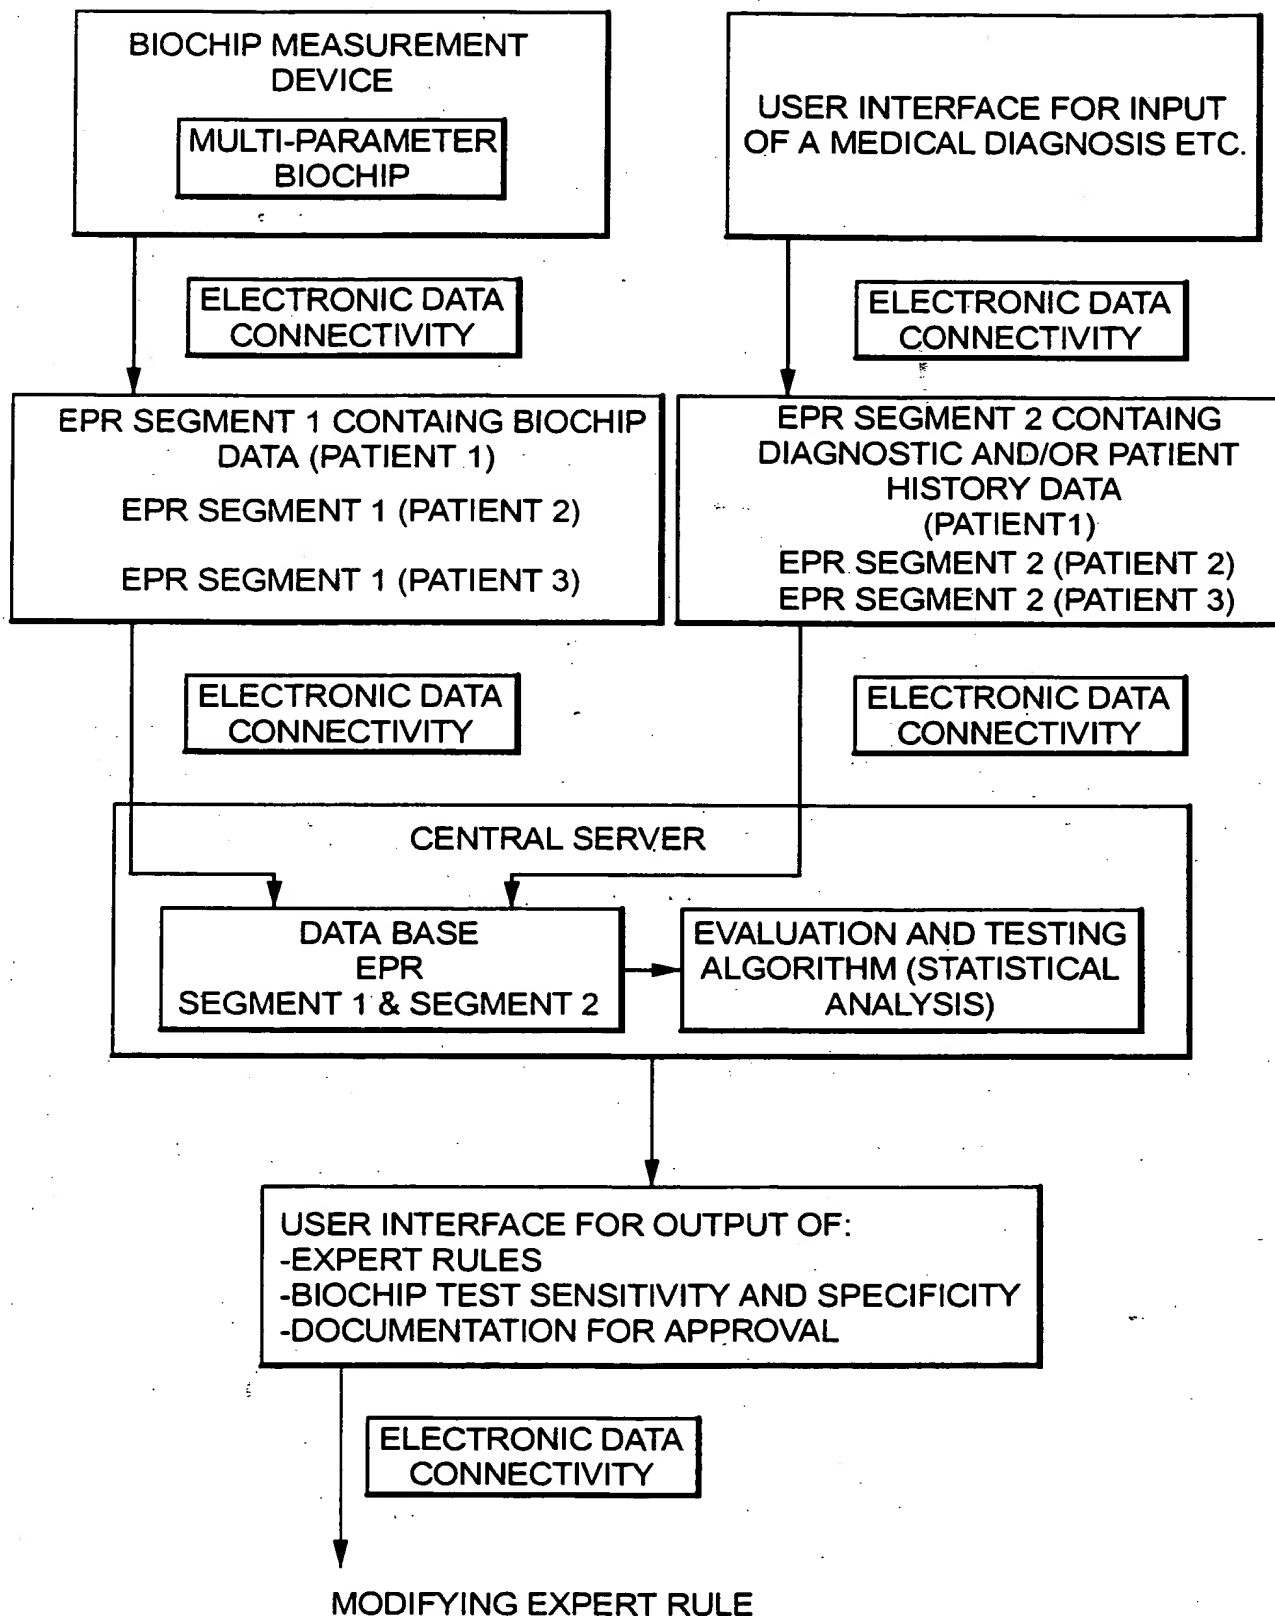 BIOCHIP MEASUREMENT
DEVICE
MULTI-PARAMETER
BIOCHIP
USER INTERFACE FOR INPUT
OF A MEDICAL DIAGNOSIS ETC.
ELECTRONIC DATA
CONNECTIVITY
ELECTRONIC DATA
CONNECTIVITY
EPR SEGMENT 1 CONTAING BIOCHIP
DATA (PATIENT 1)
EPR SEGMENT 1 (PATIENT 2)
EPR SEGMENT 1 (PATIENT 3)
EPR SEGMENT 2 CONTAING
DIAGNOSTIC AND/OR PATIENT
HISTORY DATA
(PATIENT1)
EPR SEGMENT 2 (PATIENT 2)
EPR SEGMENT 2 (PATIENT 3)
ELECTRONIC DATA
CONNECTIVITY
ELECTRONIC DATA
CONNECTIVITY
CENTRAL SERVER
DATA BASE
EPR
SEGMENT 1 & SEGMENT 2
EVALUATION AND TESTING
ALGORITHM (STATISTICAL
ANALYSIS)
USER INTERFACE FOR OUTPUT OF:
-EXPERT RULES
-BIOCHIP TEST SENSITIVITY AND SPECIFICITY
-DOCUMENTATION FOR APPROVAL
ELECTRONIC DATA
CONNECTIVITY
MODIFYING EXPERT RULE